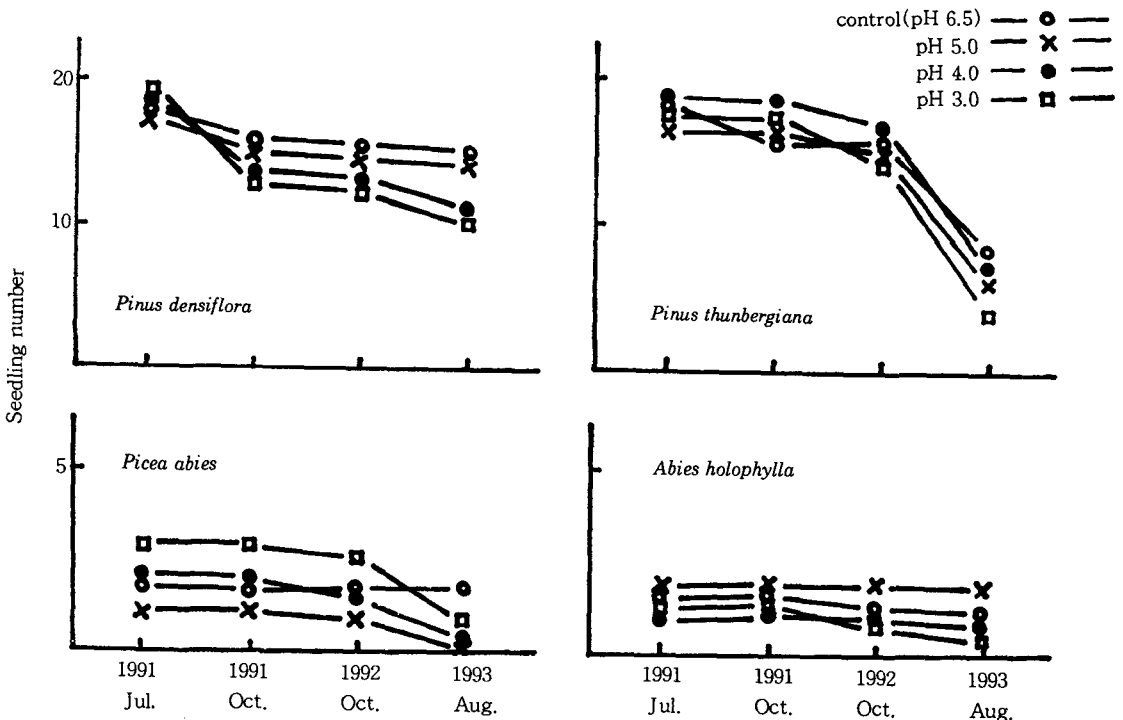 control(pH 6.5)
pH 5.0
pH 4.0
pH 3.0
Seedling number
20
10
Pinus densiflora
Pinus thunbergiana
5
Picea abies
Abies holophylla
1991 1991 1992 1993
Jul. Oct. Oct. Aug.
1991 1991 1992 1993
Jul. Oct. Oct. Aug.